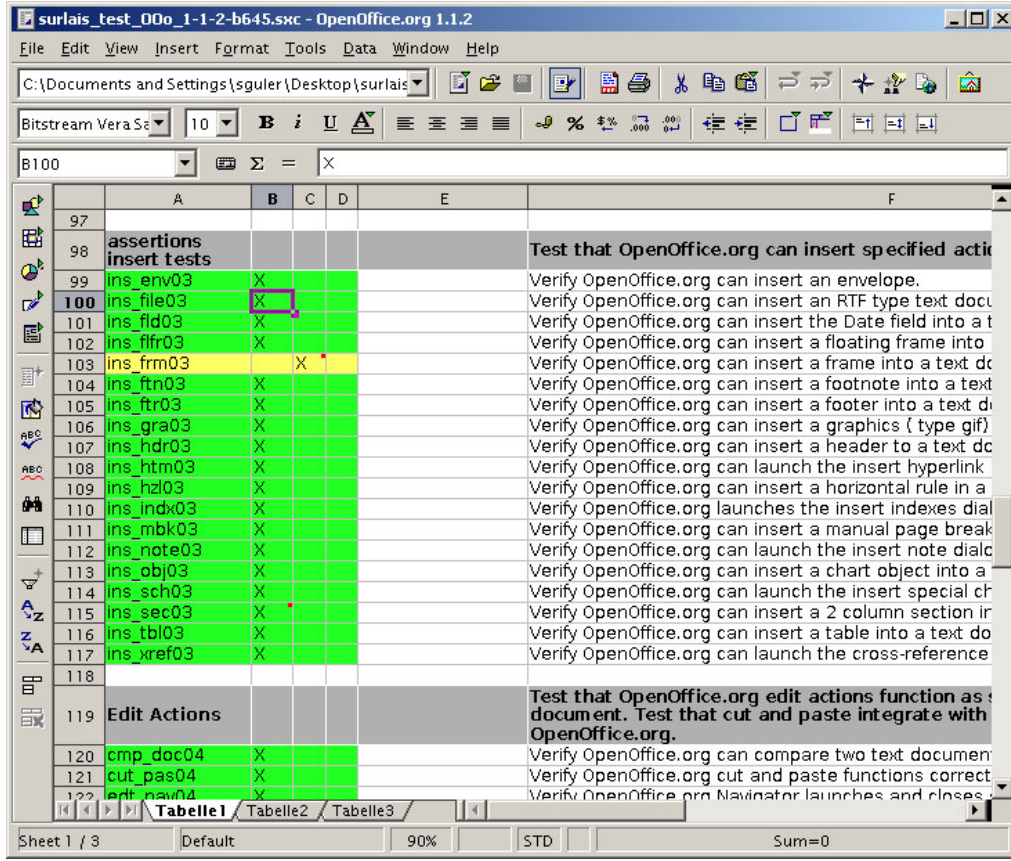 surlais_test_OOo_1-1-2-b645.sxc - OpenOffice.org 1.1.2
File Edit View Insert Format Tools Data Window Help
C:\Documents and Settings\sguler\Desktop\surlais
Bitstream Vera Sa 10 B i U A
B100 Σ = X
A B C D E F
97
98 assertions
insert tests Test that OpenOffice.org can insert specified actio
99 ins_env03 X Verify OpenOffice.org can insert an envelope.
100 ins_file03 X Verify OpenOffice.org can insert an RTF type text docu
101 ins_fld03 X Verify OpenOffice.org can insert the Date field into a t
102 ins_flfr03 X Verify OpenOffice.org can insert a floating frame into
103 ins_frm03 X Verify OpenOffice.org can insert a frame into a text do
104 ins_ftn03 X Verify OpenOffice.org can insert a footnote into a text
105 ins_ftr03 X Verify OpenOffice.org can insert a footer into a text d
106 ins_gra03 X Verify OpenOffice.org can insert a graphics ( type gif)
107 ins_hdr03 X Verify OpenOffice.org can insert a header to a text do
108 ins_htm03 X Verify OpenOffice.org can launch the insert hyperlink
109 ins_hzl03 X Verify OpenOffice.org can insert a horizontal rule in a
110 ins_indx03 X Verify OpenOffice.org launches the insert indexes dial
111 ins_mbk03 X Verify OpenOffice.org can insert a manual page break
112 ins_note03 X Verify OpenOffice.org can launch the insert note dialo
113 ins_obj03 X Verify OpenOffice.org can insert a chart object into a
114 ins_sch03 X Verify OpenOffice.org can launch the insert special ch
115 ins_sec03 X Verify OpenOffice.org can insert a 2 column section in
116 ins_tbl03 X Verify OpenOffice.org can insert a table into a text do
117 ins_xref03 X Verify OpenOffice.org can launch the cross-reference
118
119 Edit Actions Test that OpenOffice.org edit actions function as s
document. Test that cut and paste integrate with
OpenOffice.org.
120 cmp_doc04 X Verify OpenOffice.org can compare two text documen
121 cut_pas04 X Verify OpenOffice.org cut and paste functions correct
122 edt_nav04 X Verify OpenOffice.org Navigator launches and closes
Tabelle1 Tabelle2 Tabelle3
Sheet 1 / 3 Default 90% STD Sum=0